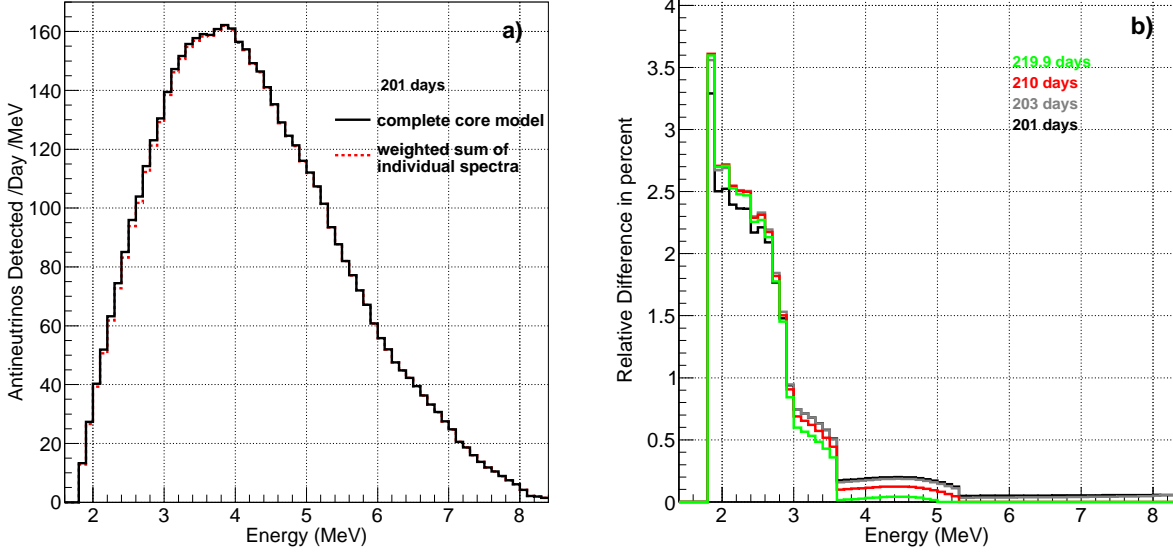 a)
Antineutrinos Detected /Day /MeV
160
140
120
100
80
60
40
20
0
201 days
complete core model
weighted sum of
individual spectra
2 3 4 5 6 7 8
Energy (MeV)
b)
Relative Difference in percent
4
3.5
3
2.5
2
1.5
1
0.5
0
219.9 days
210 days
203 days
201 days
2 3 4 5 6 7 8
Energy (MeV)